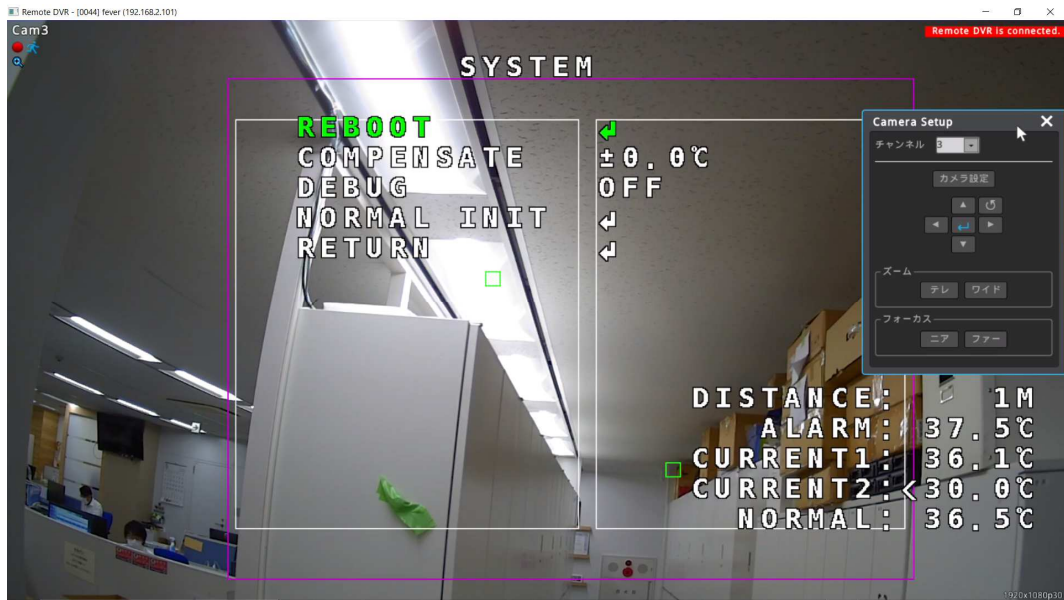 Remote DVR - [0044] fever (192.168.2.101)
Cam3
Remote DVR is connected.
SYSTEM
REBOOT
COMPENSATE ±0.0℃
DEBUG OFF
NORMAL INIT
RETURN
Camera Setup
チャンネル 3
カメラ設定
ズーム
テレ ワイド
フォーカス
ニア ファー
DISTANCE: 1M
ALARM: 37.5℃
CURRENT1: 36.1℃
CURRENT2:<30.0℃
NORMAL: 36.5℃
1920x1080p30